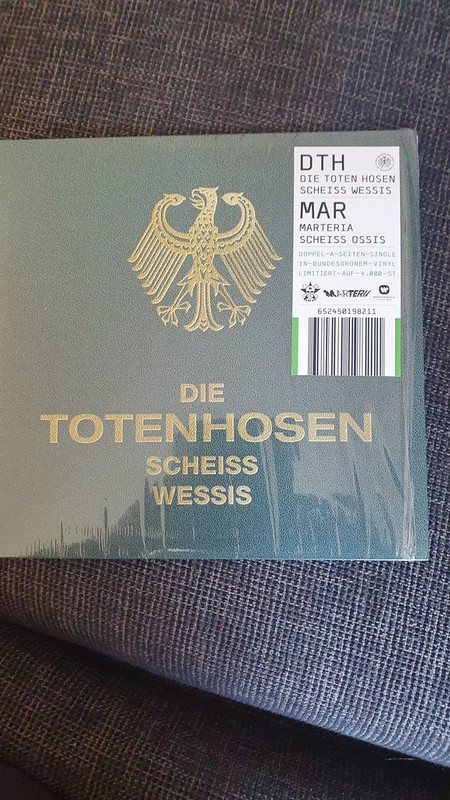 DTH
DIE TOTEN HOSEN
SCHEISS WESSIS
MAR
MARTERIA
SCHEISS OSSIS
DOPPEL-A-SEITEN-SINGLE
IN-BUNDESGRÜNEM-VINYL
LIMITIERT-AUF-4.000-ST
MARTERIA
652450198211
DIE
TOTENHOSEN
SCHEISS
WESSIS